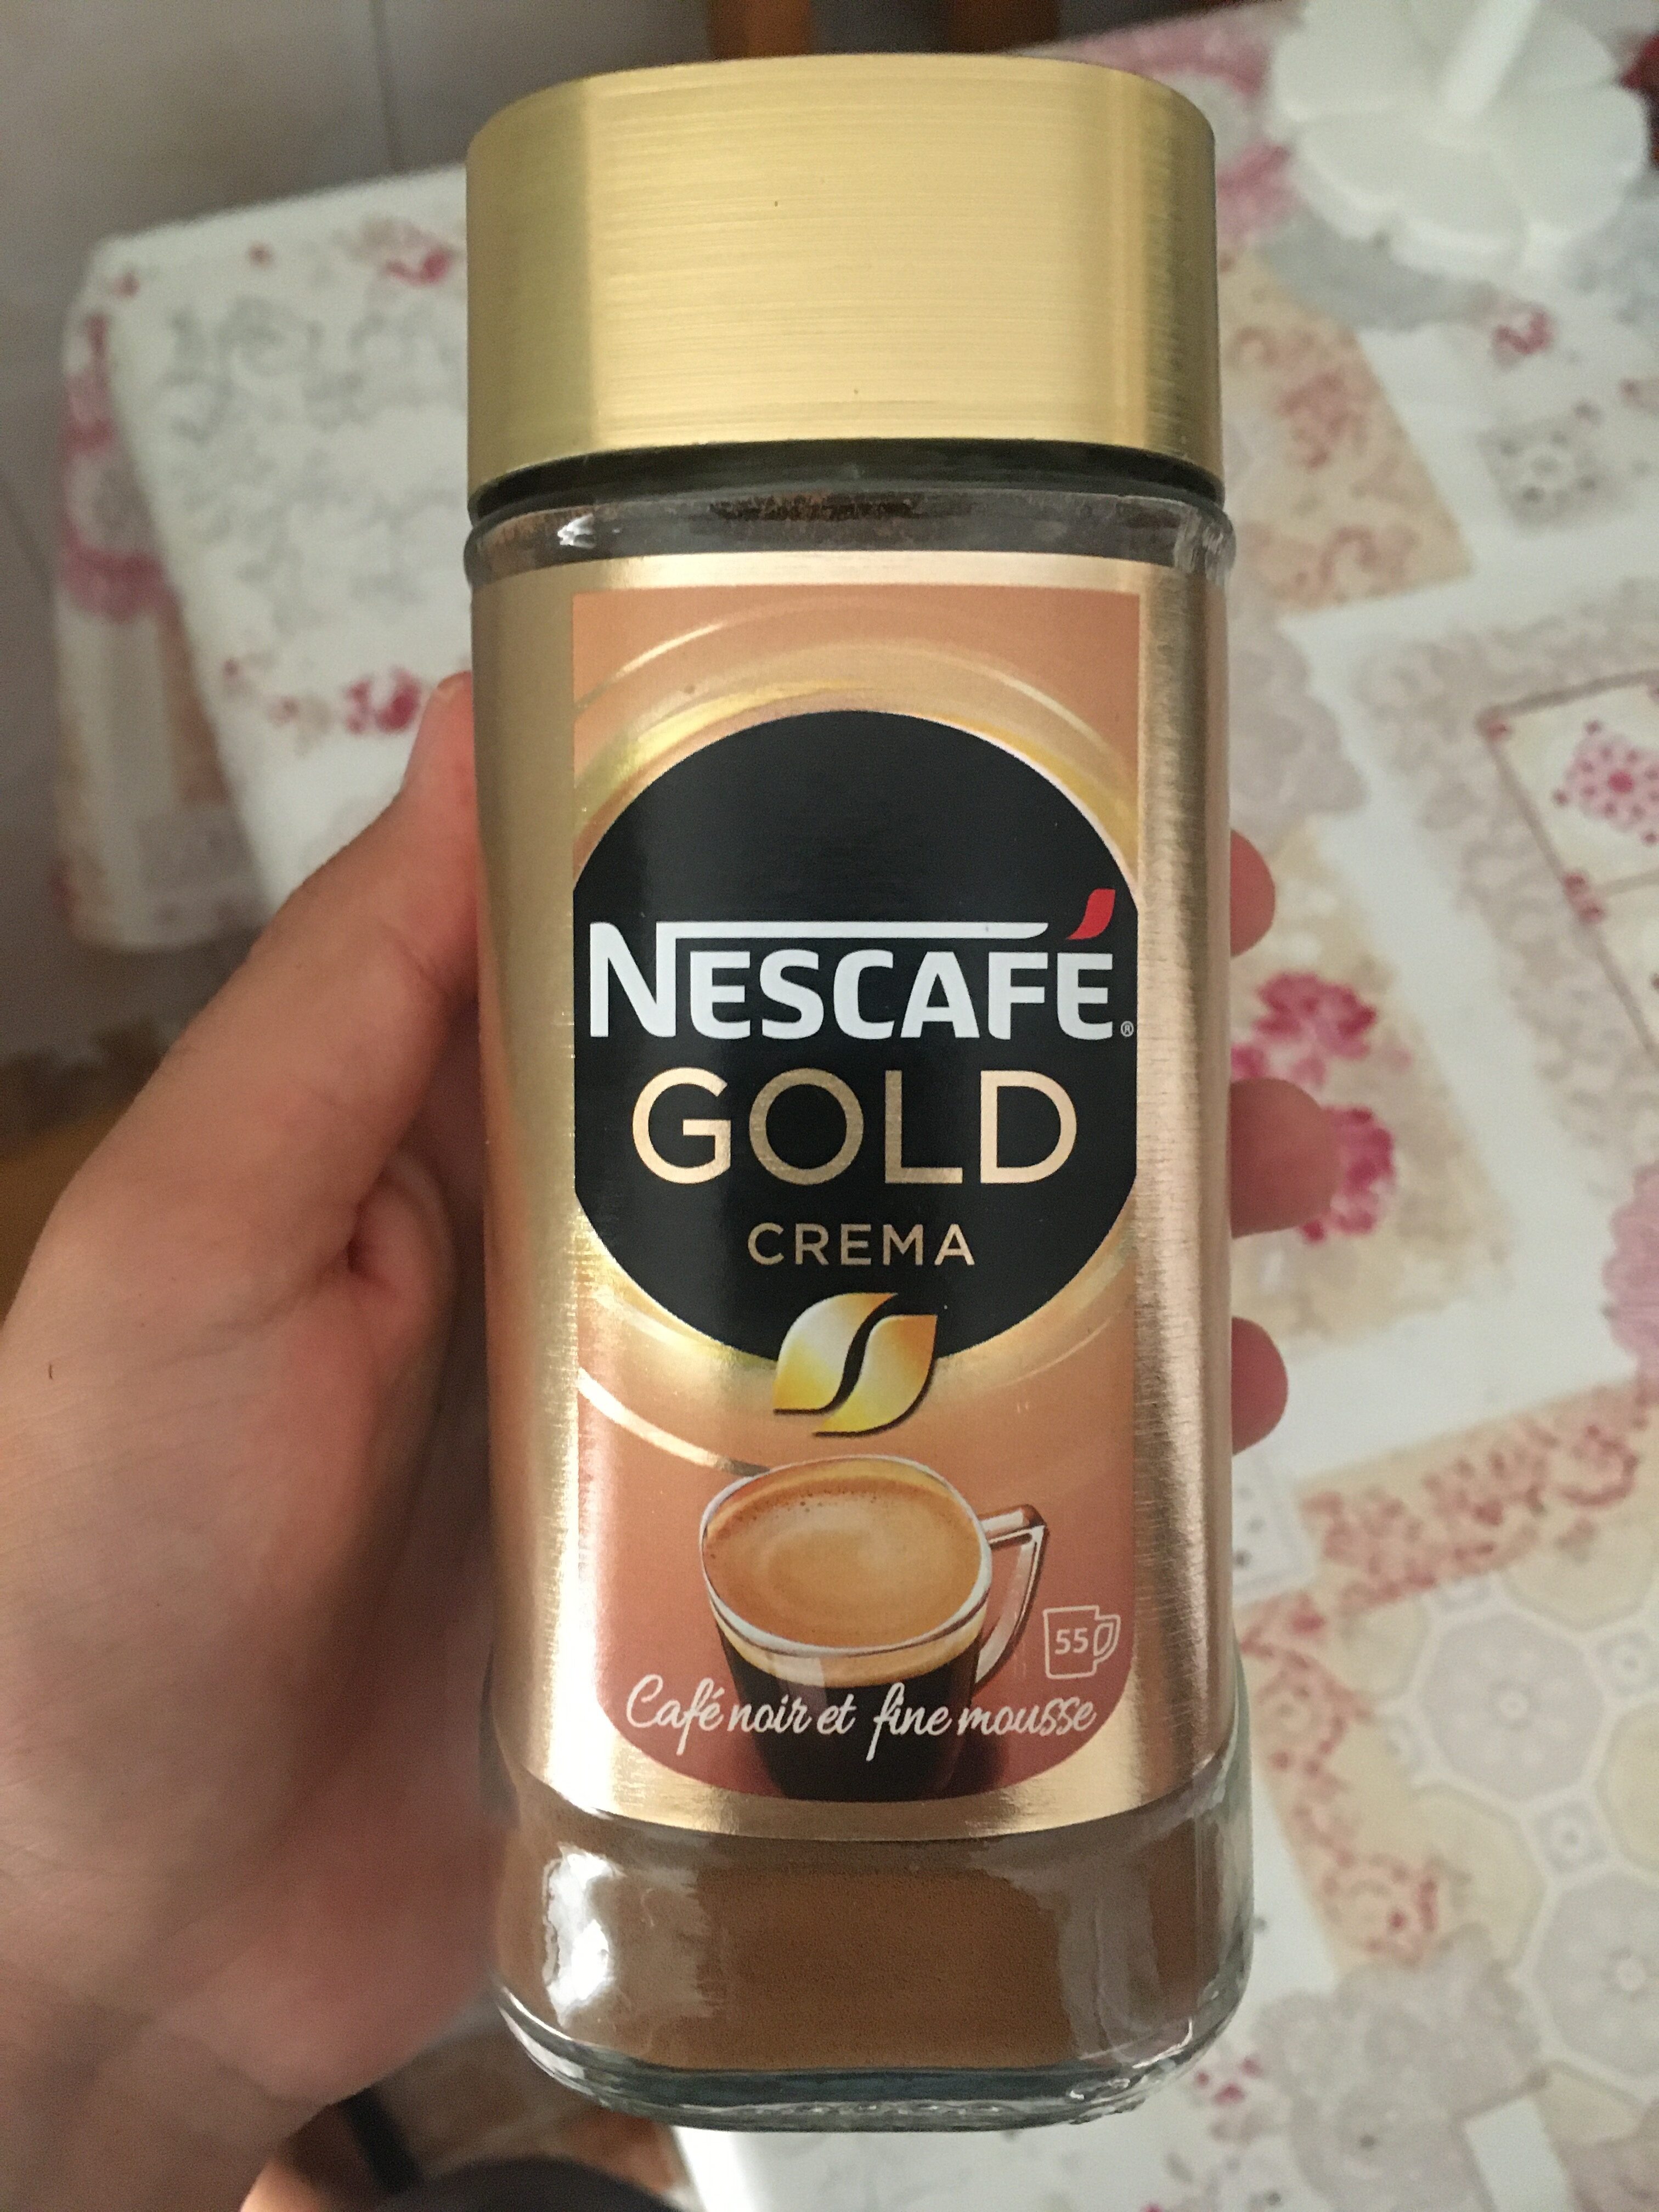 NESCAFÉ®
GOLD
CREMA
55
Café noir et fine mousse